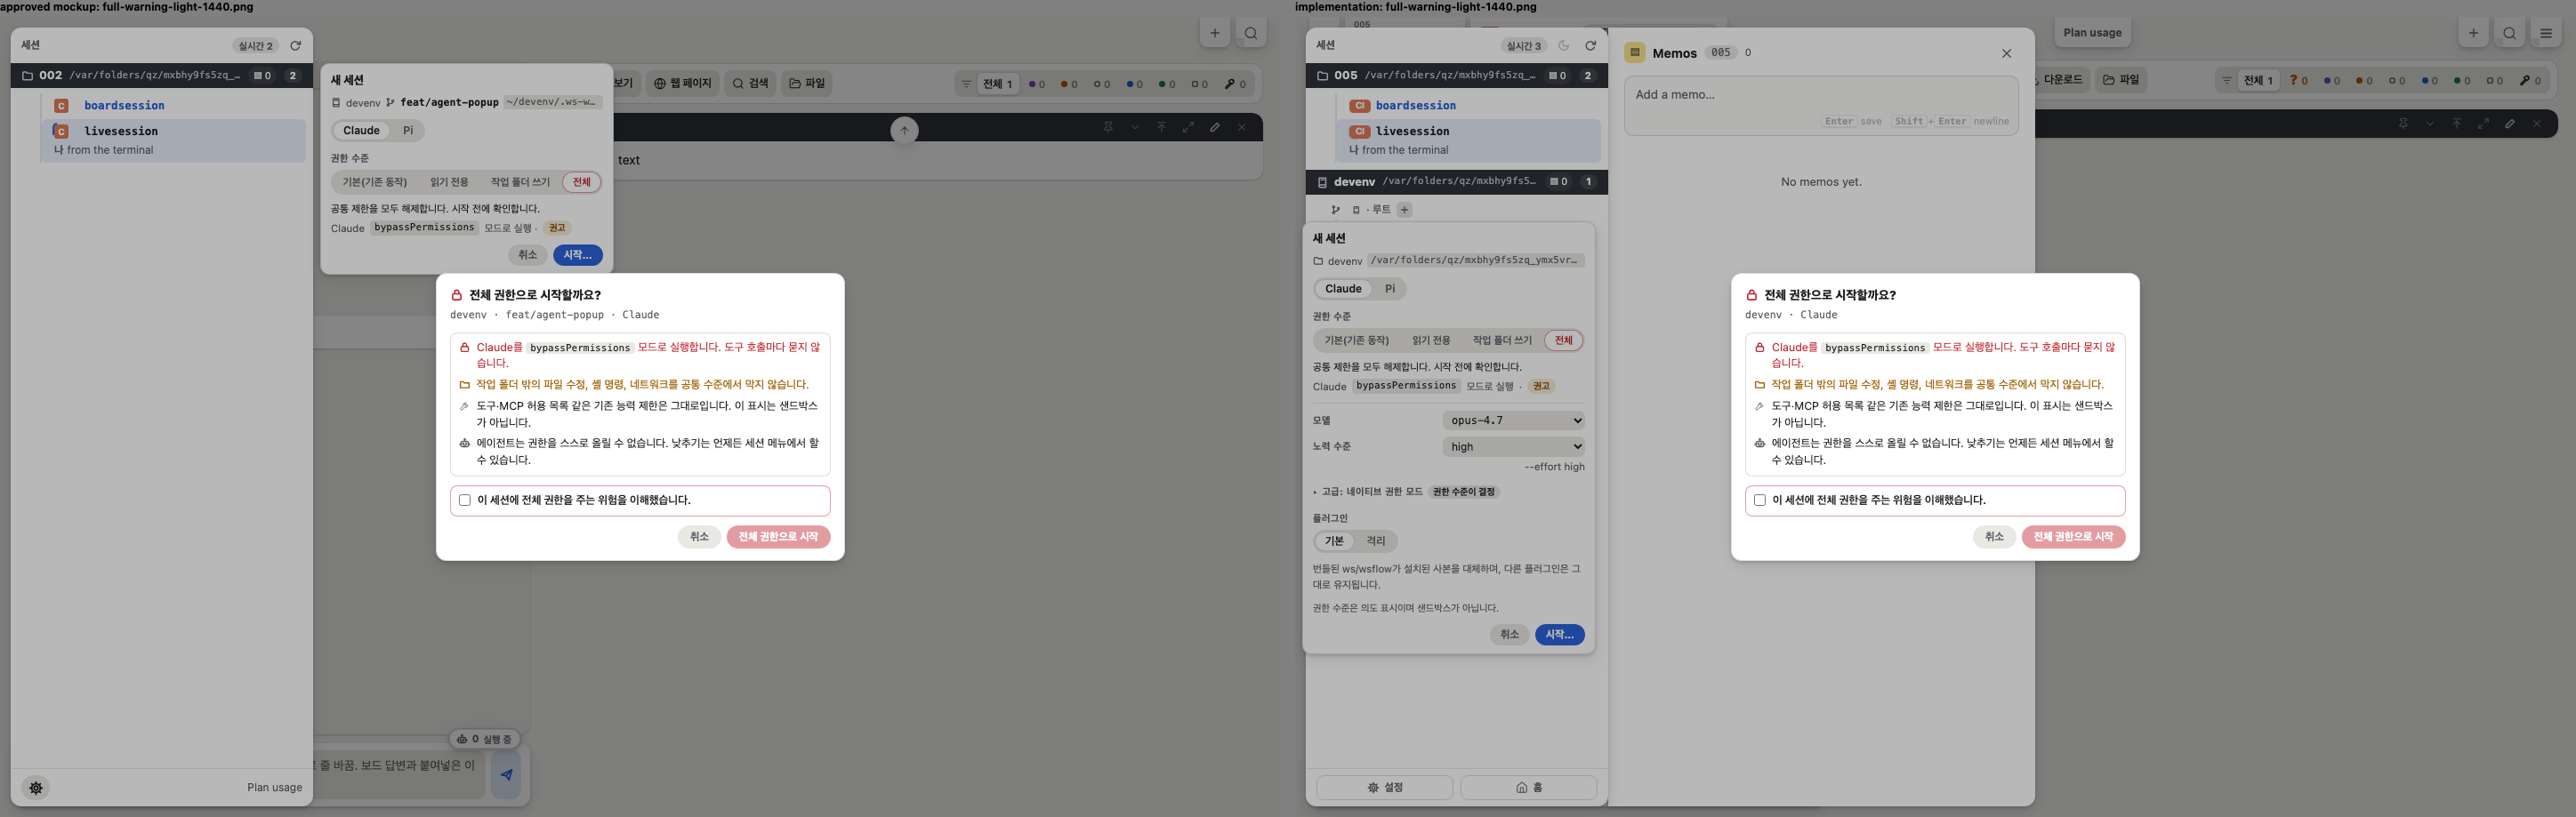 approved mockup: full-warning-light-1440.png
세션
실시간 2
002 /var/folders/qz/mxbhy9fs5zq_… 0 2
C boardsession
C livesession
나 from the terminal
새 세션
devenv feat/agent-popup ~/devenv/.ws-w…
Claude Pi
권한 수준
기본(기존 동작) 읽기 전용 작업 폴더 쓰기 전체
공통 제한을 모두 해제합니다. 시작 전에 확인합니다.
Claude bypassPermissions 모드로 실행 · 권고
취소 시작…
보기 웹 페이지 검색 파일
전체 1 0 0 0 0 0 0 0
text
전체 권한으로 시작할까요?
devenv · feat/agent-popup · Claude
Claude를 bypassPermissions 모드로 실행합니다. 도구 호출마다 묻지 않
습니다.
작업 폴더 밖의 파일 수정, 셸 명령, 네트워크를 공통 수준에서 막지 않습니다.
도구·MCP 허용 목록 같은 기존 능력 제한은 그대로입니다. 이 표시는 샌드박스
가 아닙니다.
에이전트는 권한을 스스로 올릴 수 없습니다. 낮추기는 언제든 세션 메뉴에서 할
수 있습니다.
이 세션에 전체 권한을 주는 위험을 이해했습니다.
취소 전체 권한으로 시작
0 실행 중
줄 바꿈. 보드 답변과 붙여넣은 이
Plan usage
implementation: full-warning-light-1440.png
005
세션
실시간 3
005 /var/folders/qz/mxbhy9fs5zq_… 0 2
Cl boardsession
Cl livesession
나 from the terminal
devenv /var/folders/qz/mxbhy9fs5… 0 1
· 루트 +
새 세션
devenv /var/folders/qz/mxbhy9fs5zq_ymx5vr…
Claude Pi
권한 수준
기본(기존 동작) 읽기 전용 작업 폴더 쓰기 전체
공통 제한을 모두 해제합니다. 시작 전에 확인합니다.
Claude bypassPermissions 모드로 실행 · 권고
모델 opus-4.7
노력 수준 high
--effort high
고급: 네이티브 권한 모드 권한 수준이 결정
플러그인
기본 격리
번들된 ws/wsflow가 설치된 사본을 대체하며, 다른 플러그인은 그
대로 유지됩니다.
권한 수준은 의도 표시이며 샌드박스가 아닙니다.
취소 시작…
설정 홈
Memos 005 0
Add a memo…
Enter save Shift+Enter newline
No memos yet.
Plan usage
다운로드 파일
전체 1 ? 0 0 0 0 0 0 0 0
전체 권한으로 시작할까요?
devenv · Claude
Claude를 bypassPermissions 모드로 실행합니다. 도구 호출마다 묻지 않
습니다.
작업 폴더 밖의 파일 수정, 셸 명령, 네트워크를 공통 수준에서 막지 않습니다.
도구·MCP 허용 목록 같은 기존 능력 제한은 그대로입니다. 이 표시는 샌드박스
가 아닙니다.
에이전트는 권한을 스스로 올릴 수 없습니다. 낮추기는 언제든 세션 메뉴에서 할
수 있습니다.
이 세션에 전체 권한을 주는 위험을 이해했습니다.
취소 전체 권한으로 시작